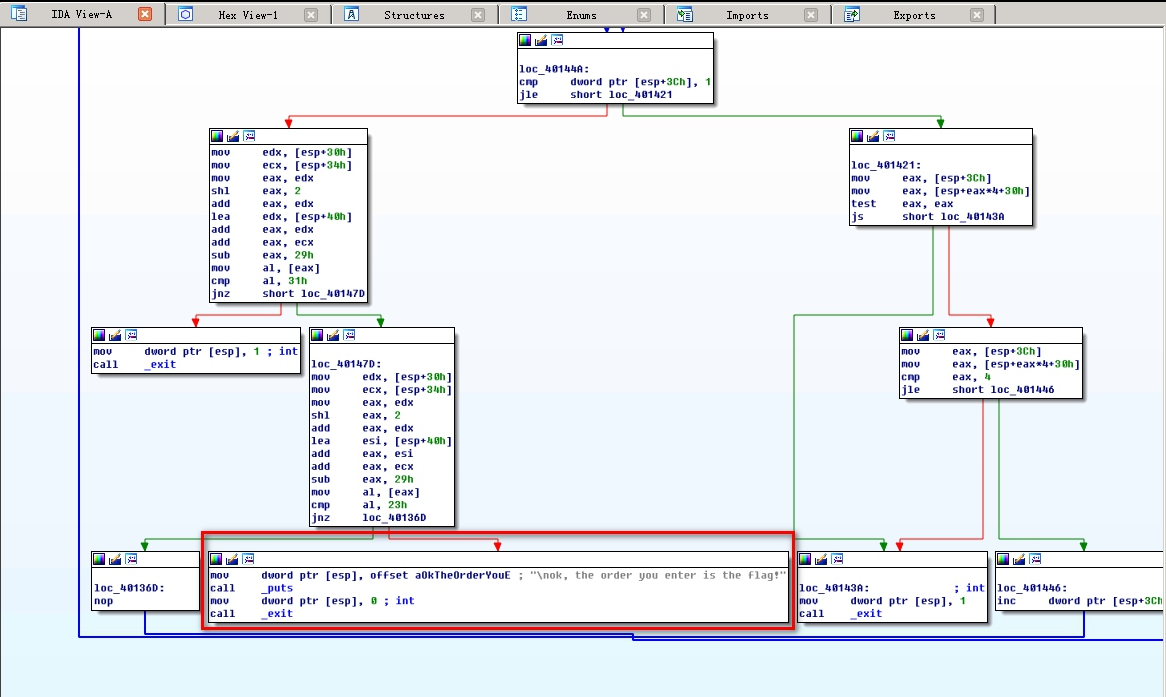 IDA View-A Hex View-1 Structures Enums Imports Exports
loc_40144A:
cmp dword ptr [esp+3Ch], 1
jle short loc_401421
mov edx, [esp+30h]
mov ecx, [esp+34h]
mov eax, edx
shl eax, 2
add eax, edx
lea edx, [esp+40h]
add eax, edx
add eax, ecx
sub eax, 29h
mov al, [eax]
cmp al, 31h
jnz short loc_40147D
loc_401421:
mov eax, [esp+3Ch]
mov eax, [esp+eax*4+30h]
test eax, eax
js short loc_40143A
mov dword ptr [esp], 1 ; int
call _exit
loc_40147D:
mov edx, [esp+30h]
mov ecx, [esp+34h]
mov eax, edx
shl eax, 2
add eax, edx
lea esi, [esp+40h]
add eax, esi
add eax, ecx
sub eax, 29h
mov al, [eax]
cmp al, 23h
jnz loc_40136D
mov eax, [esp+3Ch]
mov eax, [esp+eax*4+30h]
cmp eax, 4
jle short loc_401446
loc_40136D:
nop
mov dword ptr [esp], offset aOkTheOrderYouE ; "\nok, the order you enter is the flag!"
call _puts
mov dword ptr [esp], 0 ; int
call _exit
loc_40143A: ; int
mov dword ptr [esp], 1
call _exit
loc_401446:
inc dword ptr [esp+3Ch